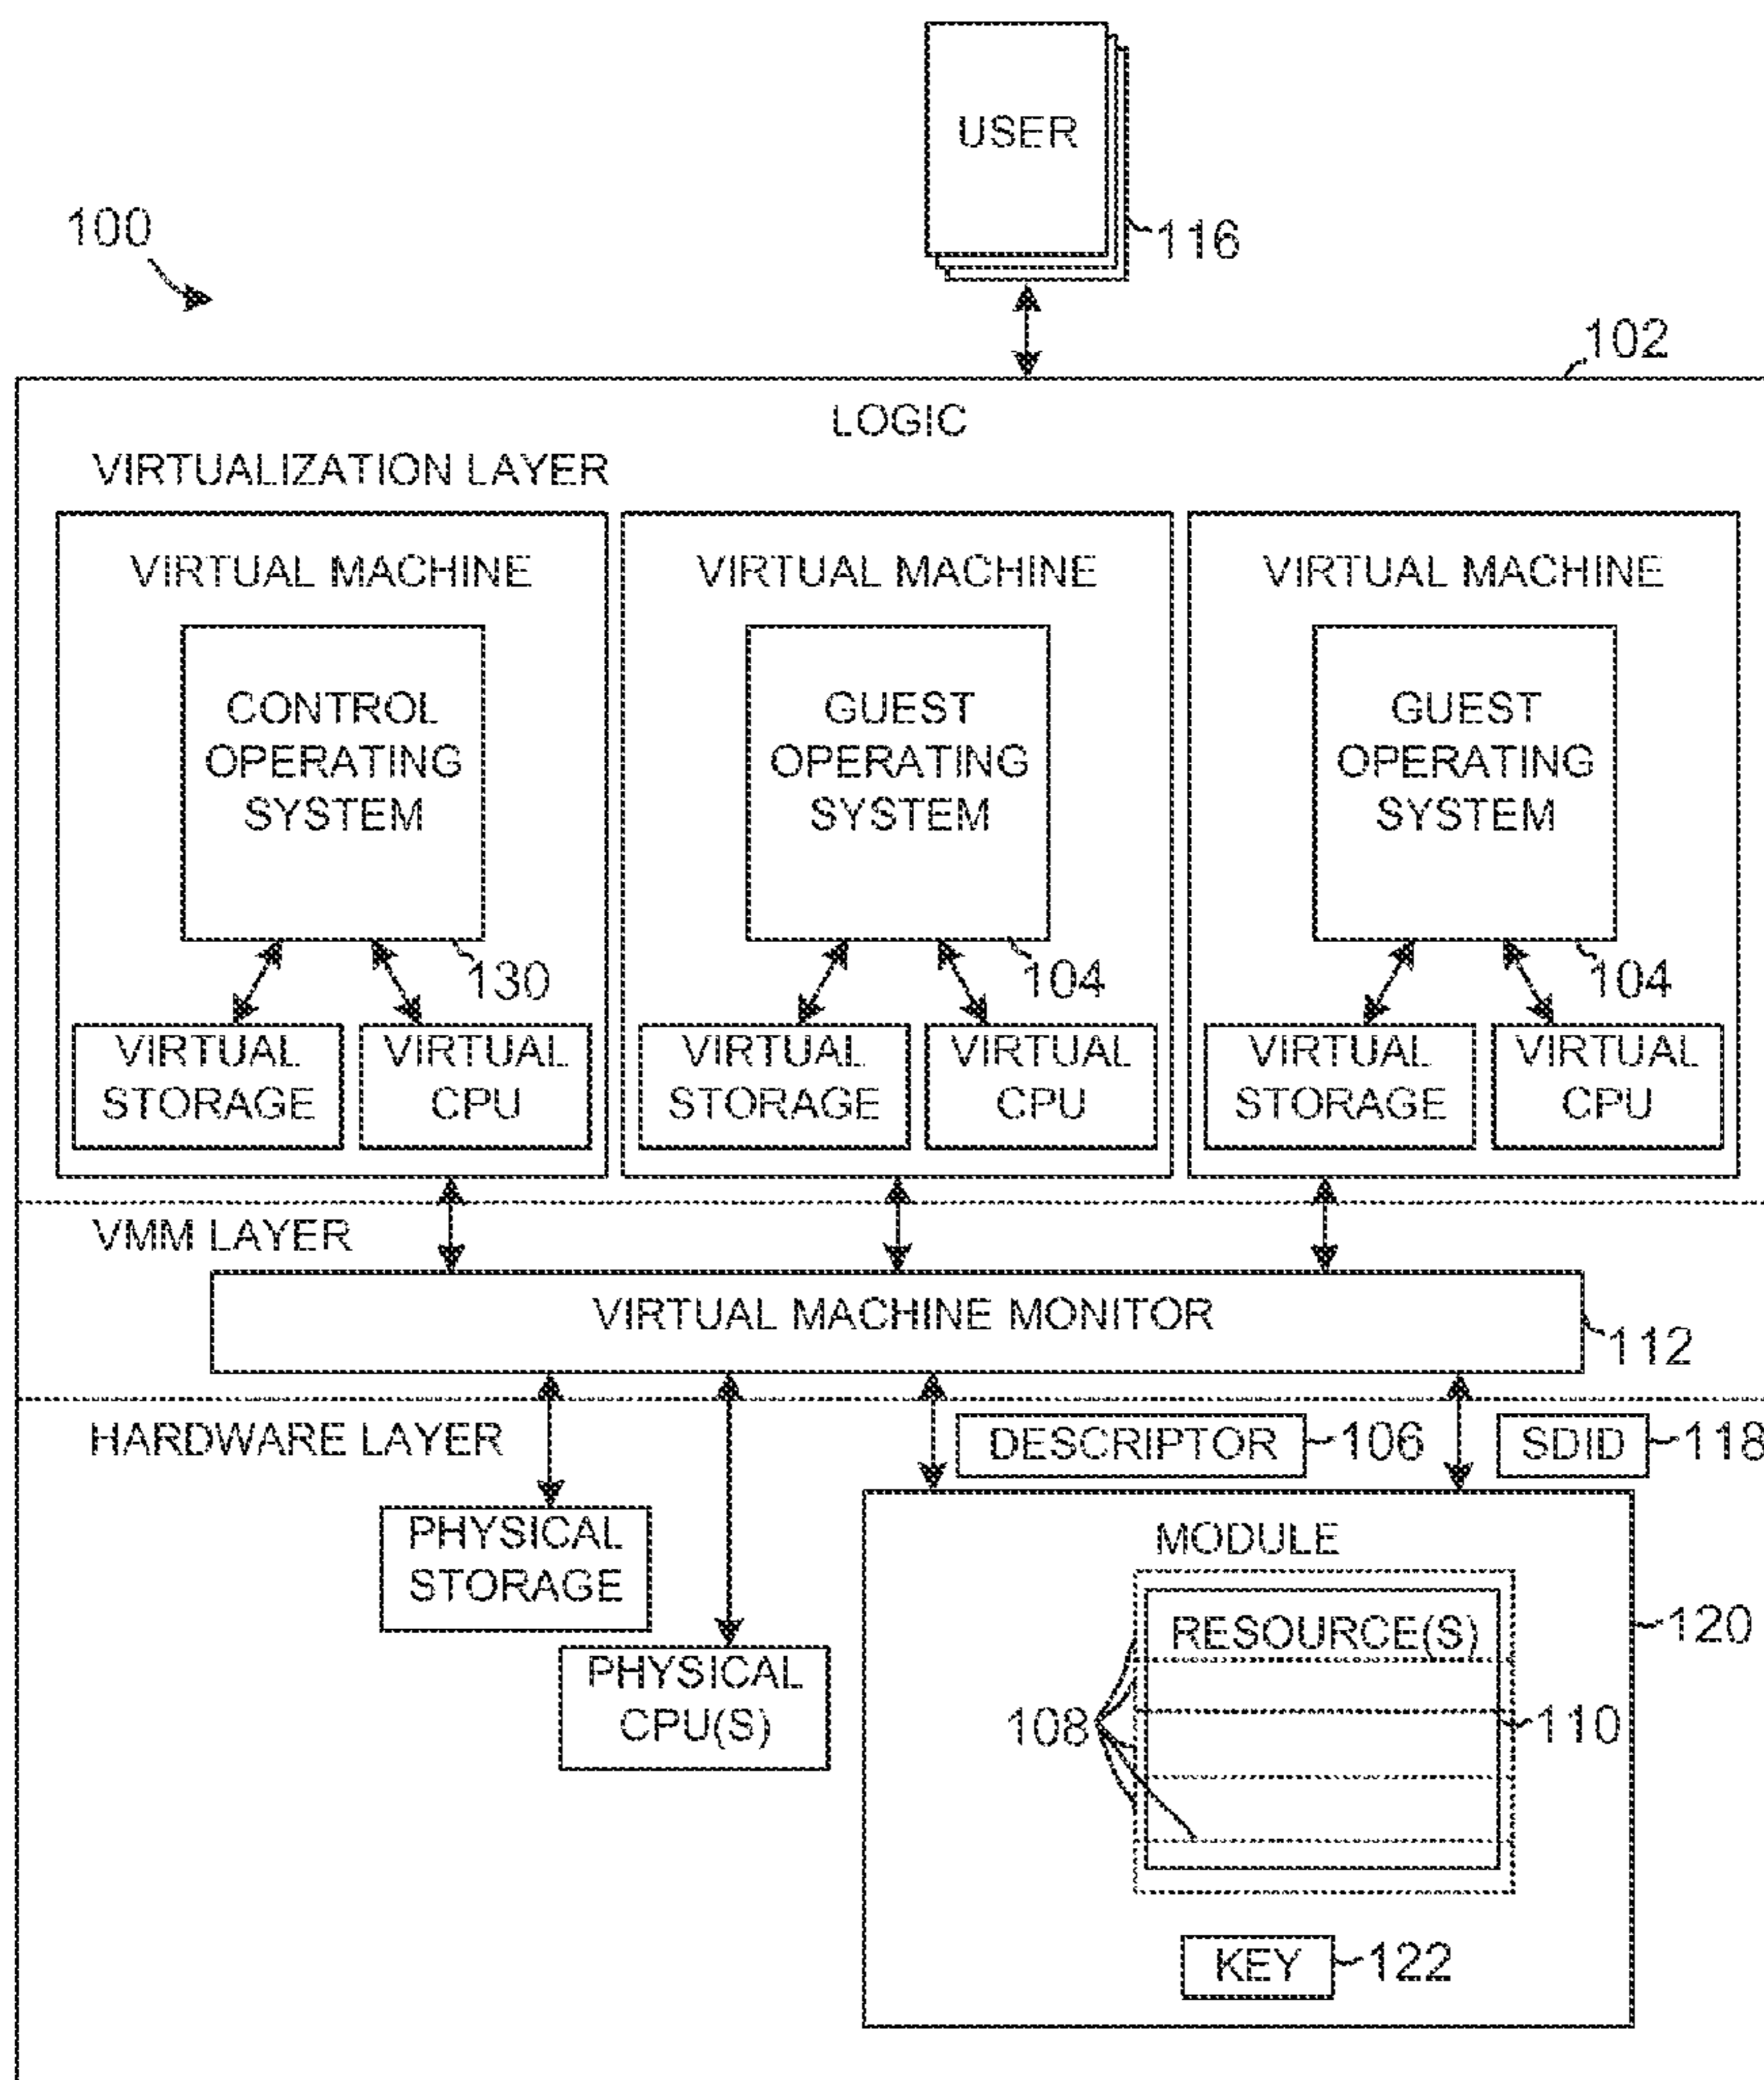 USER
100
116
102
LOGIC
VIRTUALIZATION LAYER
VIRTUAL MACHINE
CONTROL
OPERATING
SYSTEM
130
VIRTUAL
STORAGE
VIRTUAL
CPU
VIRTUAL MACHINE
GUEST
OPERATING
SYSTEM
104
VIRTUAL
STORAGE
VIRTUAL
CPU
VIRTUAL MACHINE
GUEST
OPERATING
SYSTEM
104
VIRTUAL
STORAGE
VIRTUAL
CPU
VMM LAYER
VIRTUAL MACHINE MONITOR
112
HARDWARE LAYER
DESCRIPTOR
106
SDID
118
PHYSICAL
STORAGE
PHYSICAL
CPU(S)
MODULE
RESOURCE(S)
120
108
110
KEY
122